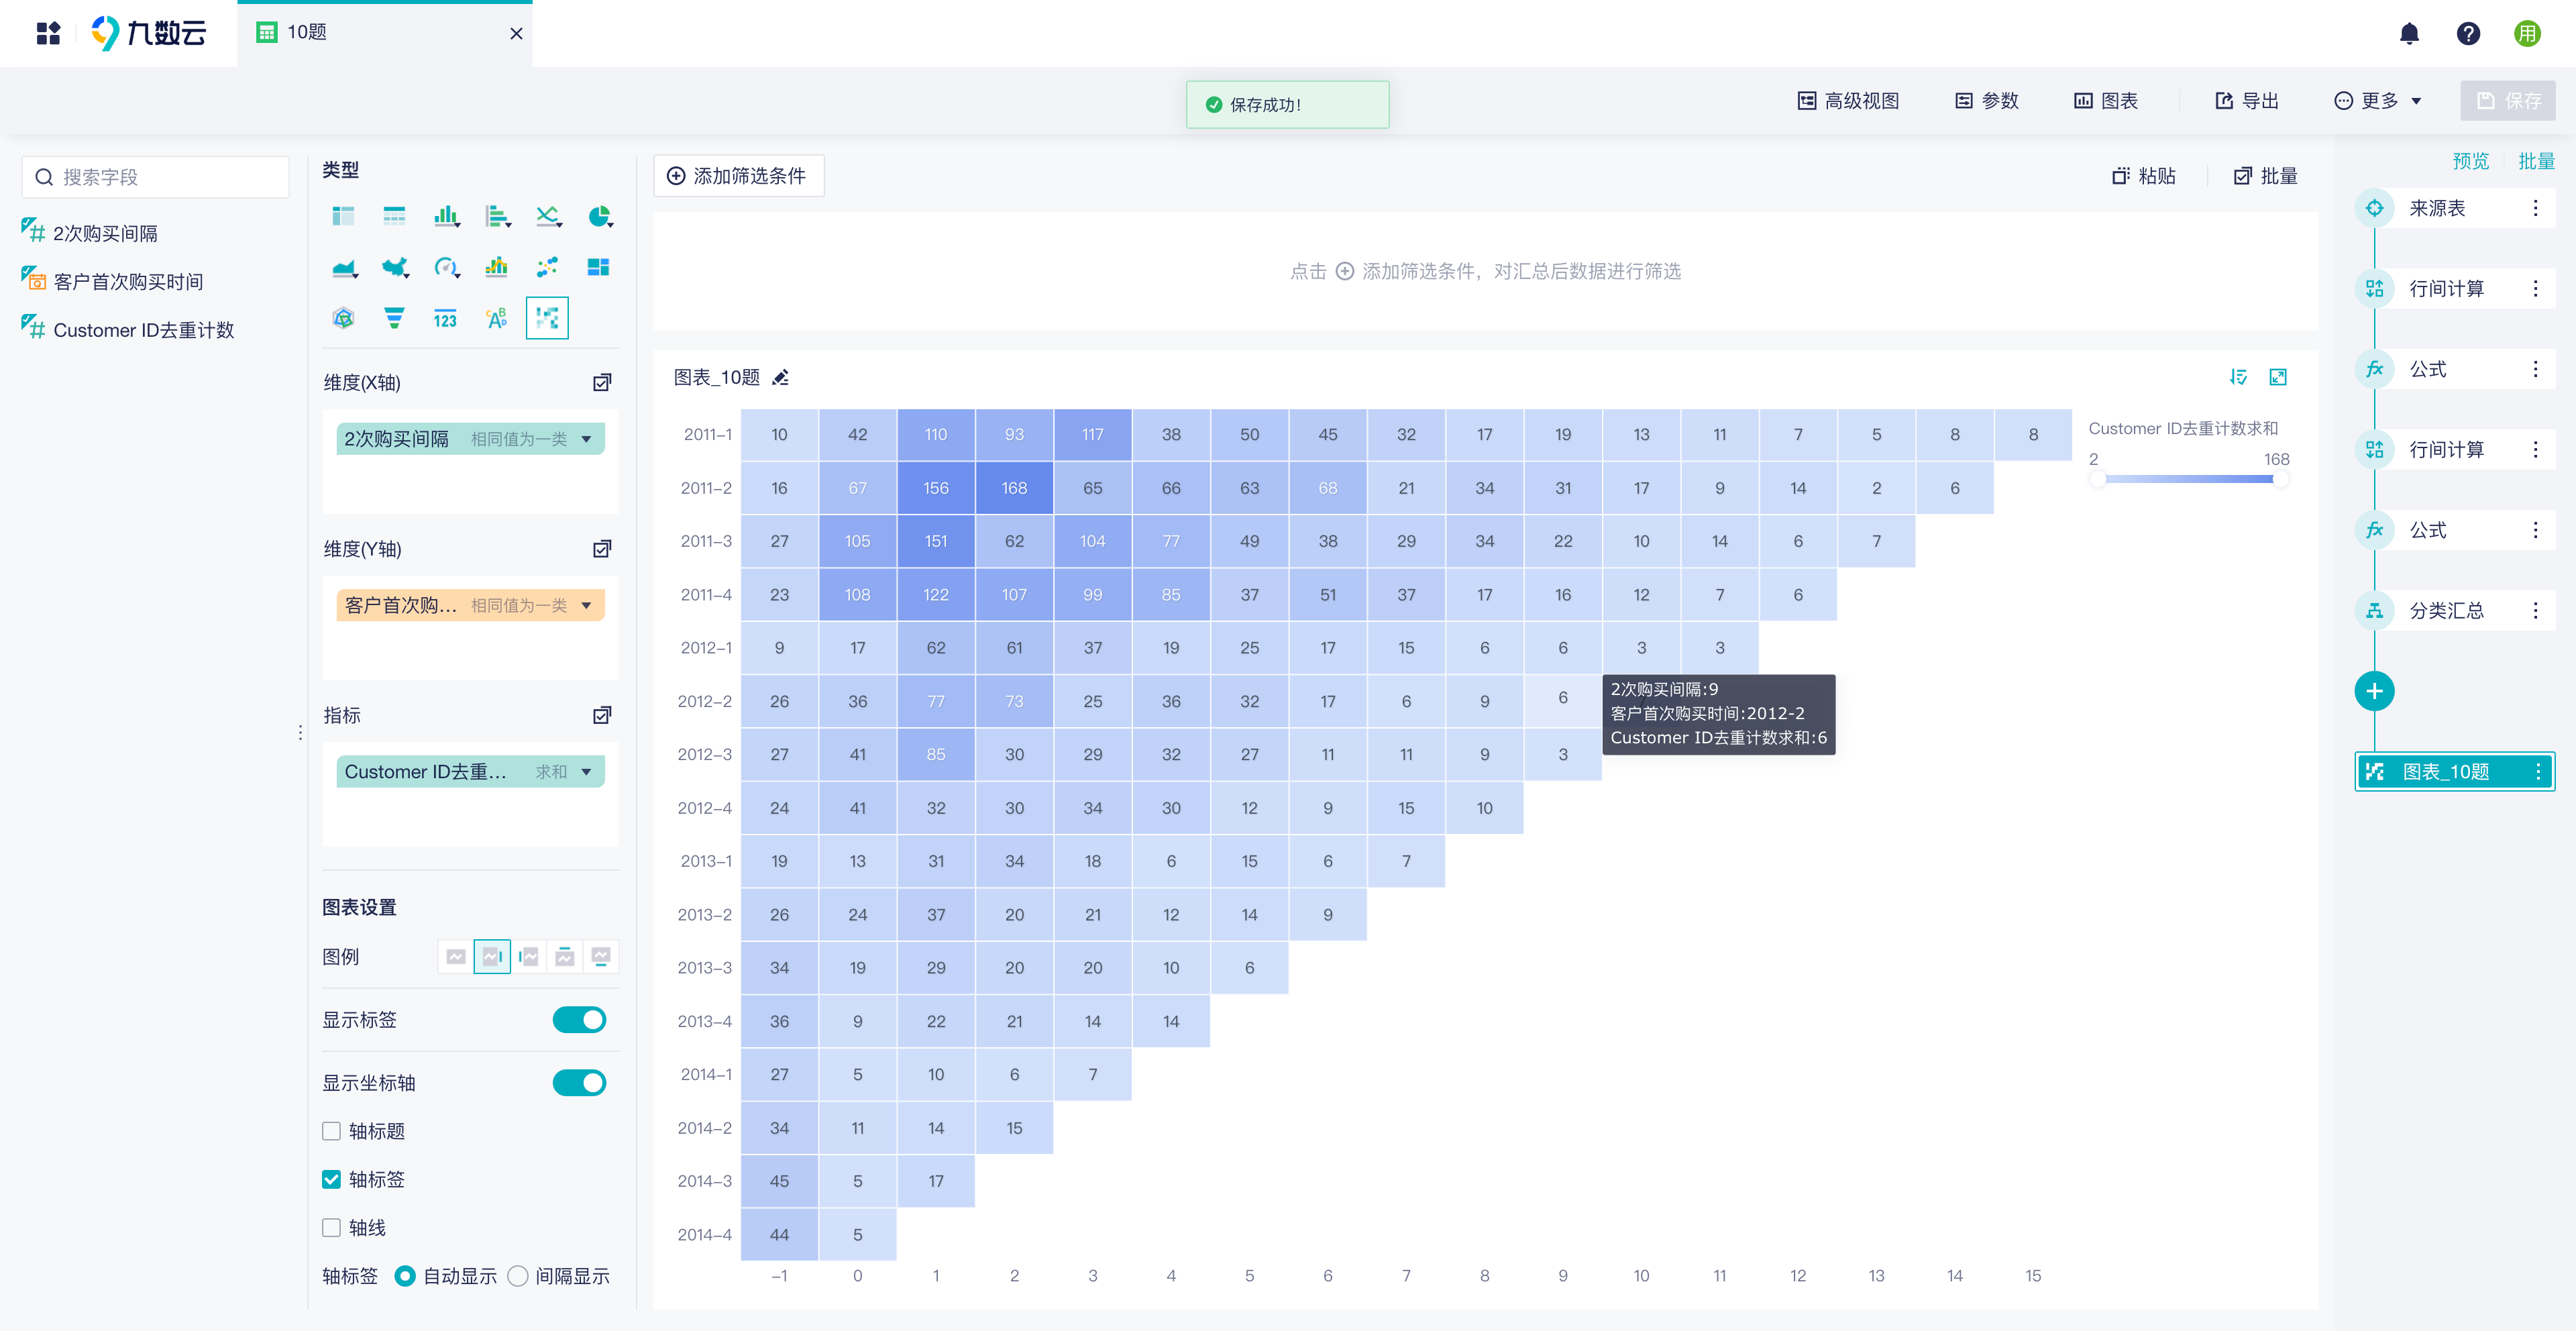 九数云
10题
用
保存成功！
高级视图
参数
图表
导出
更多
保存
搜索字段
2次购买间隔
客户首次购买时间
Customer ID去重计数
类型
123
维度(X轴)
2次购买间隔 相同值为一类
维度(Y轴)
客户首次购... 相同值为一类
指标
Customer ID去重... 求和
图表设置
图例
显示标签
显示坐标轴
轴标题
轴标签
轴线
轴标签 自动显示 间隔显示
添加筛选条件
粘贴
批量
点击 添加筛选条件，对汇总后数据进行筛选
图表_10题
2011-1 10 42 110 93 117 38 50 45 32 17 19 13 11 7 5 8 8
2011-2 16 67 156 168 65 66 63 68 21 34 31 17 9 14 2 6
2011-3 27 105 151 62 104 77 49 38 29 34 22 10 14 6 7
2011-4 23 108 122 107 99 85 37 51 37 17 16 12 7 6
2012-1 9 17 62 61 37 19 25 17 15 6 6 3 3
2012-2 26 36 77 73 25 36 32 17 6 9 6
2012-3 27 41 85 30 29 32 27 11 11 9 3
2012-4 24 41 32 30 34 30 12 9 15 10
2013-1 19 13 31 34 18 6 15 6 7
2013-2 26 24 37 20 21 12 14 9
2013-3 34 19 29 20 20 10 6
2013-4 36 9 22 21 14 14
2014-1 27 5 10 6 7
2014-2 34 11 14 15
2014-3 45 5 17
2014-4 44 5
-1 0 1 2 3 4 5 6 7 8 9 10 11 12 13 14 15
2次购买间隔:9
客户首次购买时间:2012-2
Customer ID去重计数求和:6
Customer ID去重计数求和
2 168
预览
批量
来源表
行间计算
公式
行间计算
公式
分类汇总
图表_10题